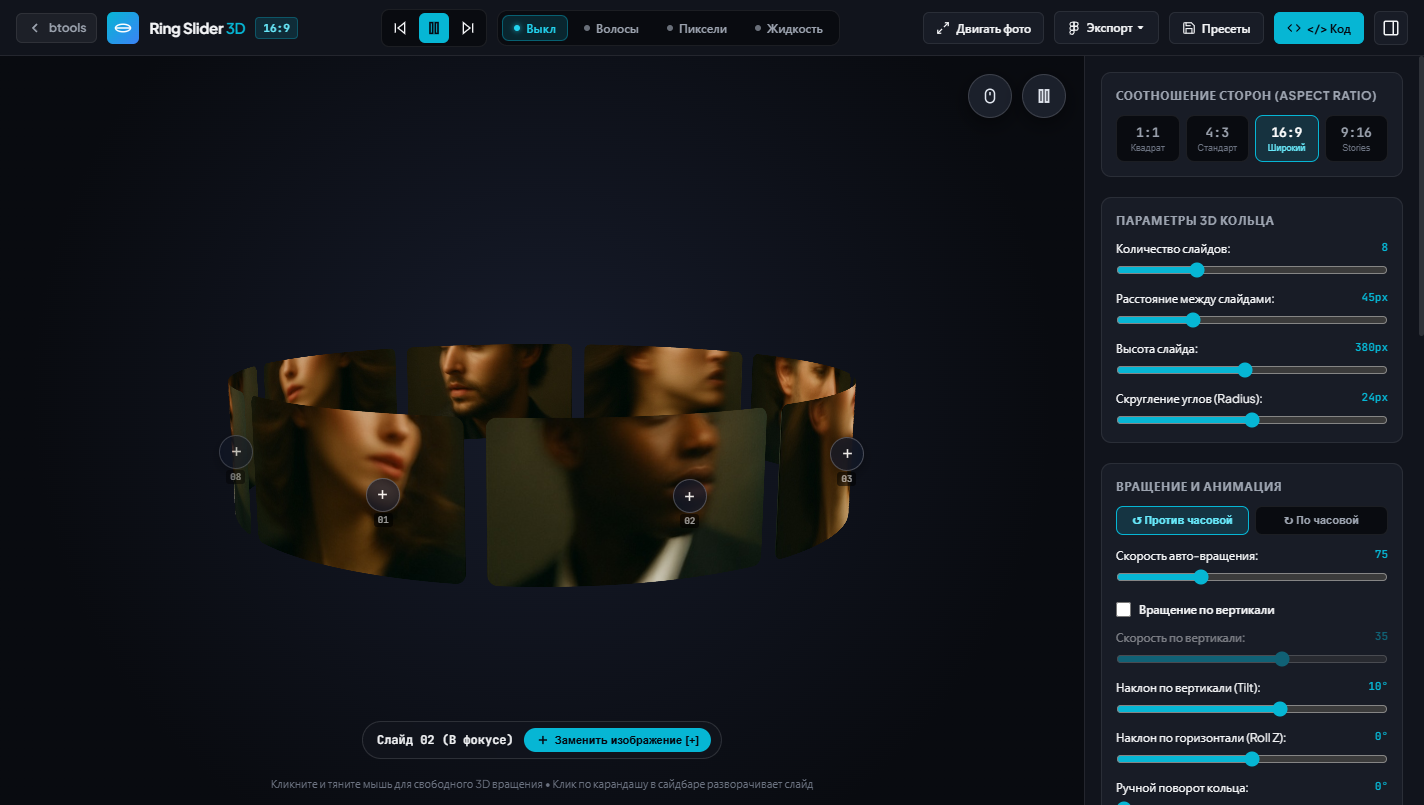 btools
Ring Slider 3D
16:9
Выкл
Волосы
Пиксели
Жидкость
Двигать фото
Экспорт
Пресеты
</> Код
СООТНОШЕНИЕ СТОРОН (ASPECT RATIO)
1:1
Квадрат
4:3
Стандарт
16:9
Широкий
9:16
Stories
ПАРАМЕТРЫ 3D КОЛЬЦА
Количество слайдов: 8
Расстояние между слайдами: 45px
Высота слайда: 380px
Скругление углов (Radius): 24px
ВРАЩЕНИЕ И АНИМАЦИЯ
↺ Против часовой
↻ По часовой
Скорость авто-вращения: 75
Вращение по вертикали
Скорость по вертикали: 35
Наклон по вертикали (Tilt): 10°
Наклон по горизонтали (Roll Z): 0°
Ручной поворот кольца: 0°
08
01
02
03
Слайд 02 (В фокусе)
+ Заменить изображение [+]
Кликните и тяните мышь для свободного 3D вращения • Клик по карандашу в сайдбаре разворачивает слайд